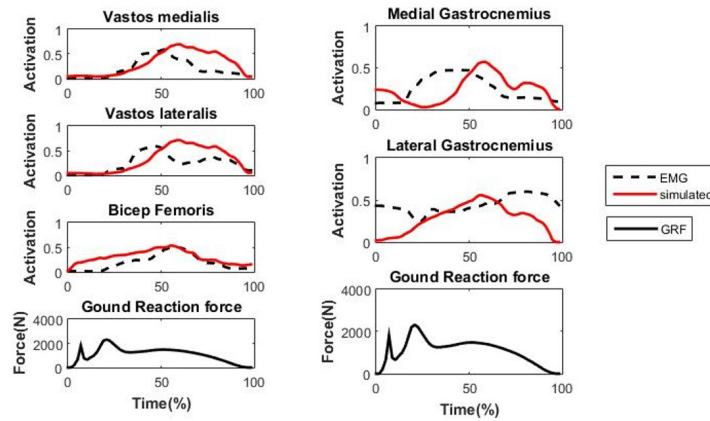 Vastos medialis
1
0.5
0
Activation
0 50 100
Vastos lateralis
1
0.5
0
Activation
0 50 100
Bicep Femoris
1
0.5
0
Activation
0 50 100
Gound Reaction force
4000
2000
0
Force(N)
0 50 100
Time(%)
Medial Gastrocnemius
1
0.5
0
Activation
0 50 100
Lateral Gastrocnemius
1
0.5
0
Activation
0 50 100
Gound Reaction force
4000
2000
0
Force(N)
0 50 100
Time(%)
EMG
simulated
GRF